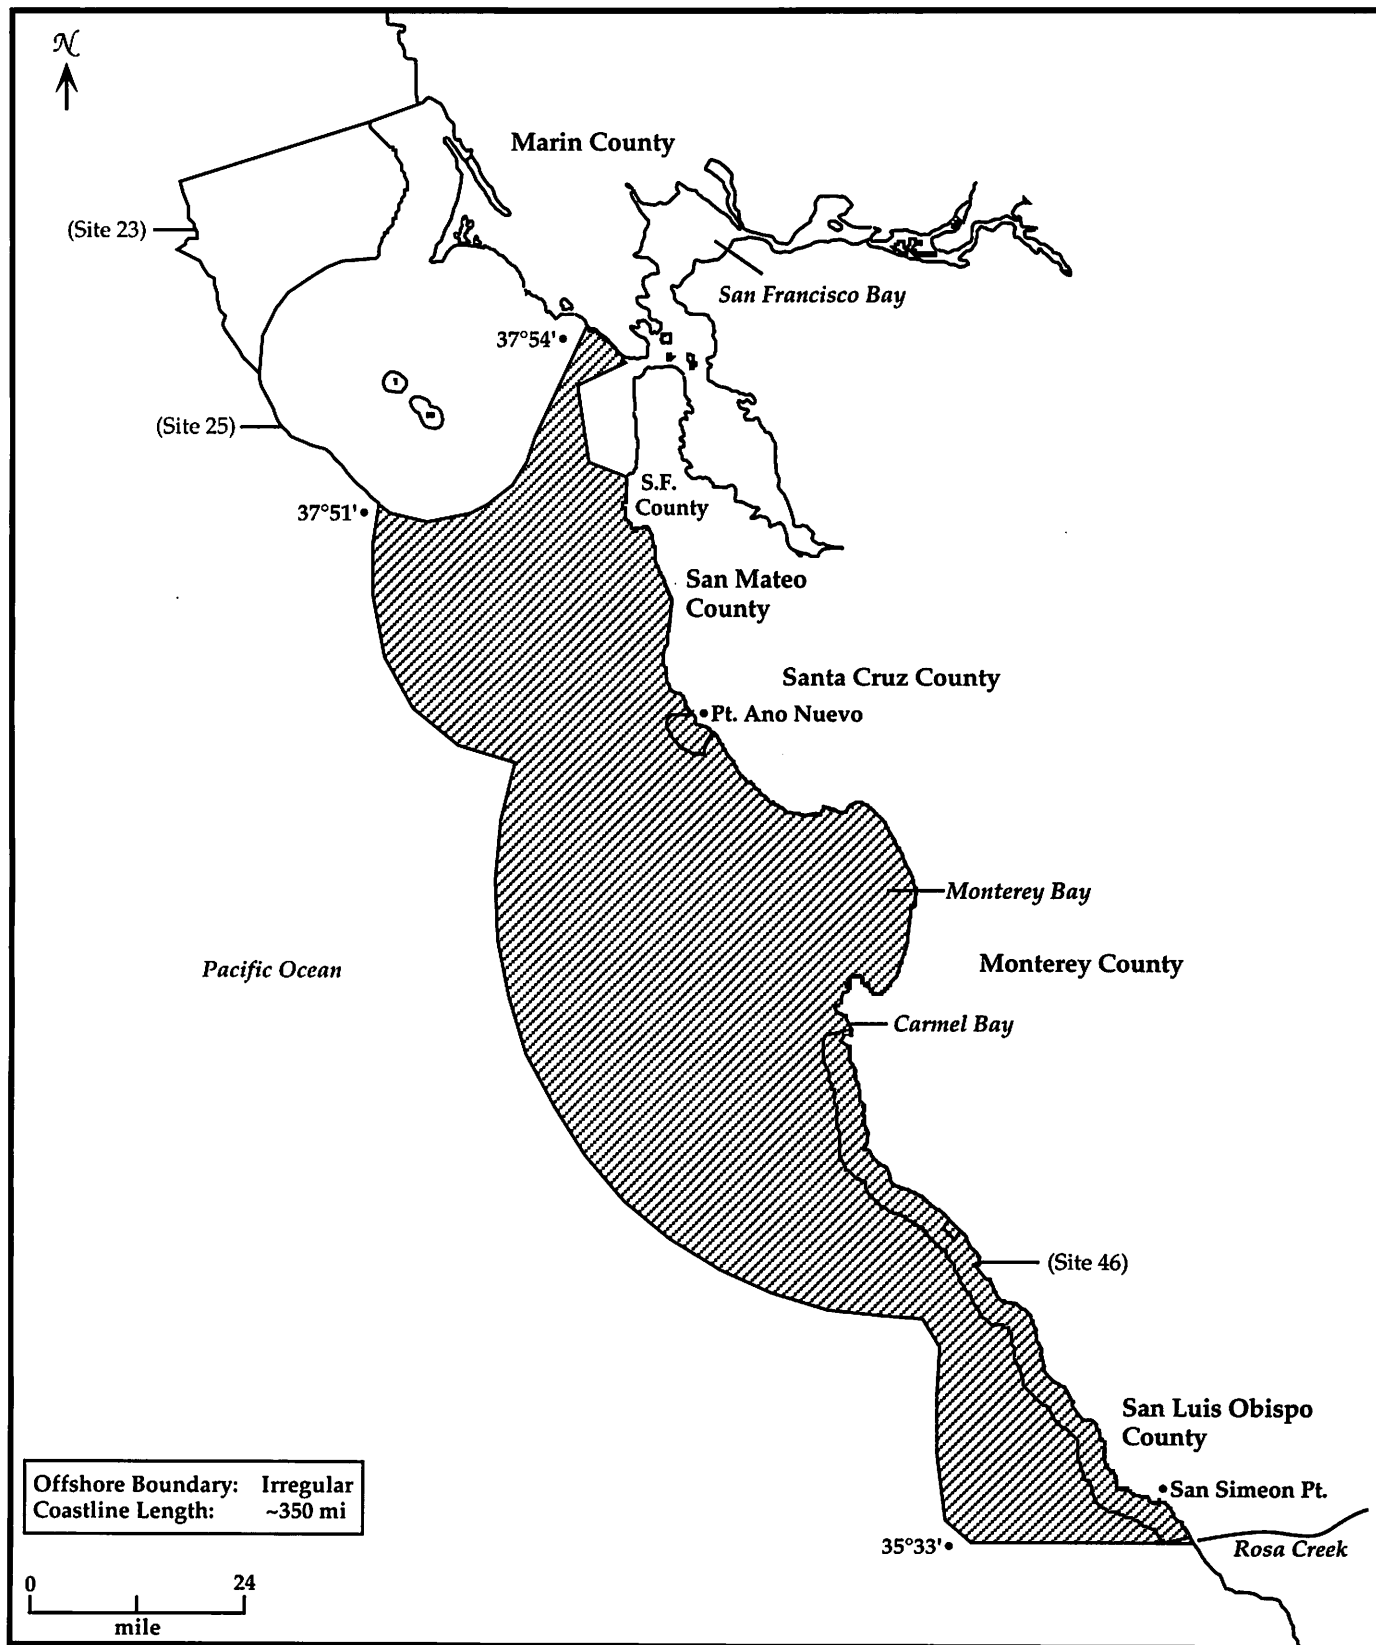 N
Marin County
(Site 23)
San Francisco Bay
37°54'
(Site 25)
S.F.
County
37°51'
San Mateo
County
Santa Cruz County
Pt. Ano Nuevo
Monterey Bay
Pacific Ocean
Monterey County
Carmel Bay
(Site 46)
San Luis Obispo
County
Offshore Boundary: Irregular
Coastline Length: ~350 mi
San Simeon Pt.
35°33'
Rosa Creek
0 24
mile